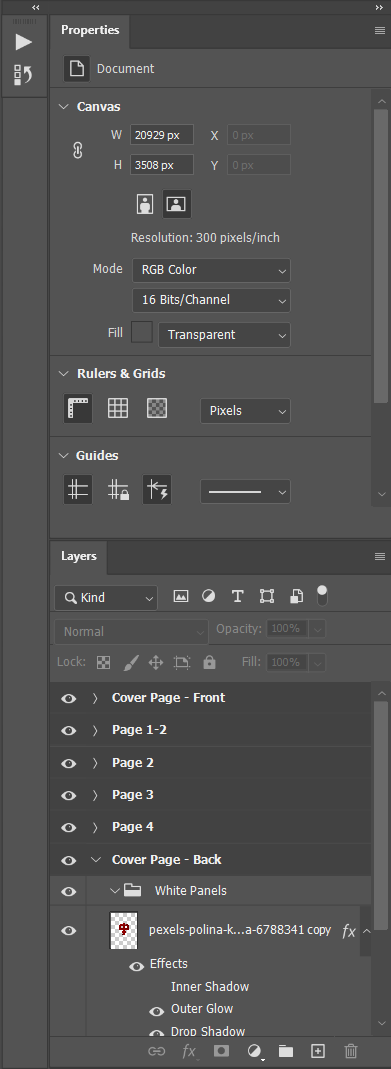 Properties
Document
Canvas
W 20929 px X 0 px
H 3508 px Y 0 px
Resolution: 300 pixels/inch
Mode RGB Color
16 Bits/Channel
Fill Transparent
Rulers & Grids
Pixels
Guides
Layers
Kind
Normal Opacity: 100%
Lock: Fill: 100%
Cover Page - Front
Page 1-2
Page 2
Page 3
Page 4
Cover Page - Back
White Panels
pexels-polina-k...a-6788341 copy fx
Effects
Inner Shadow
Outer Glow
Drop Shadow
fx